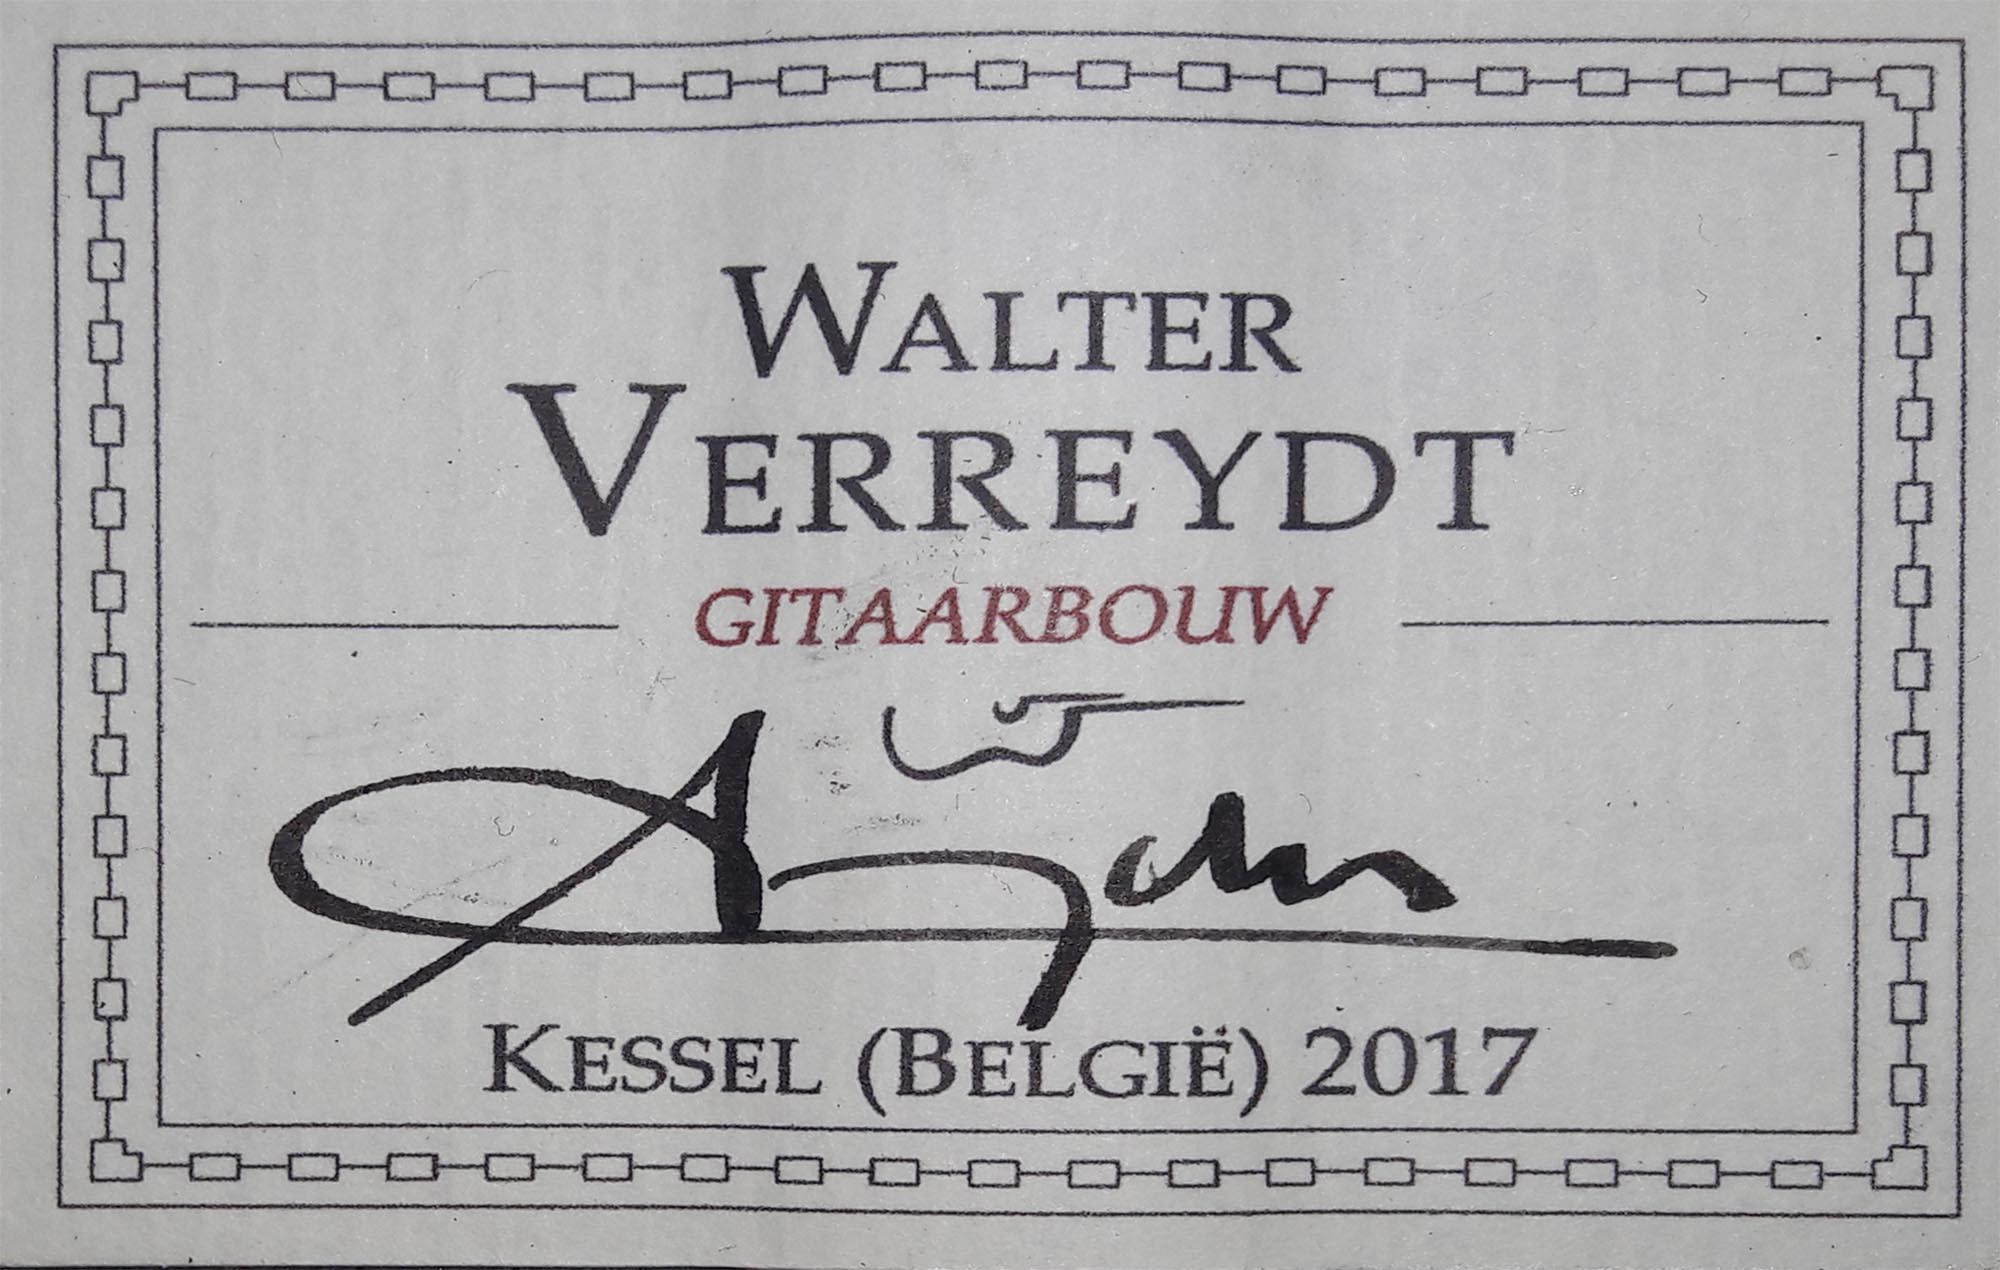 WALTER
VERREYDT
GITAARBOUW
KESSEL (BELGIË) 2017